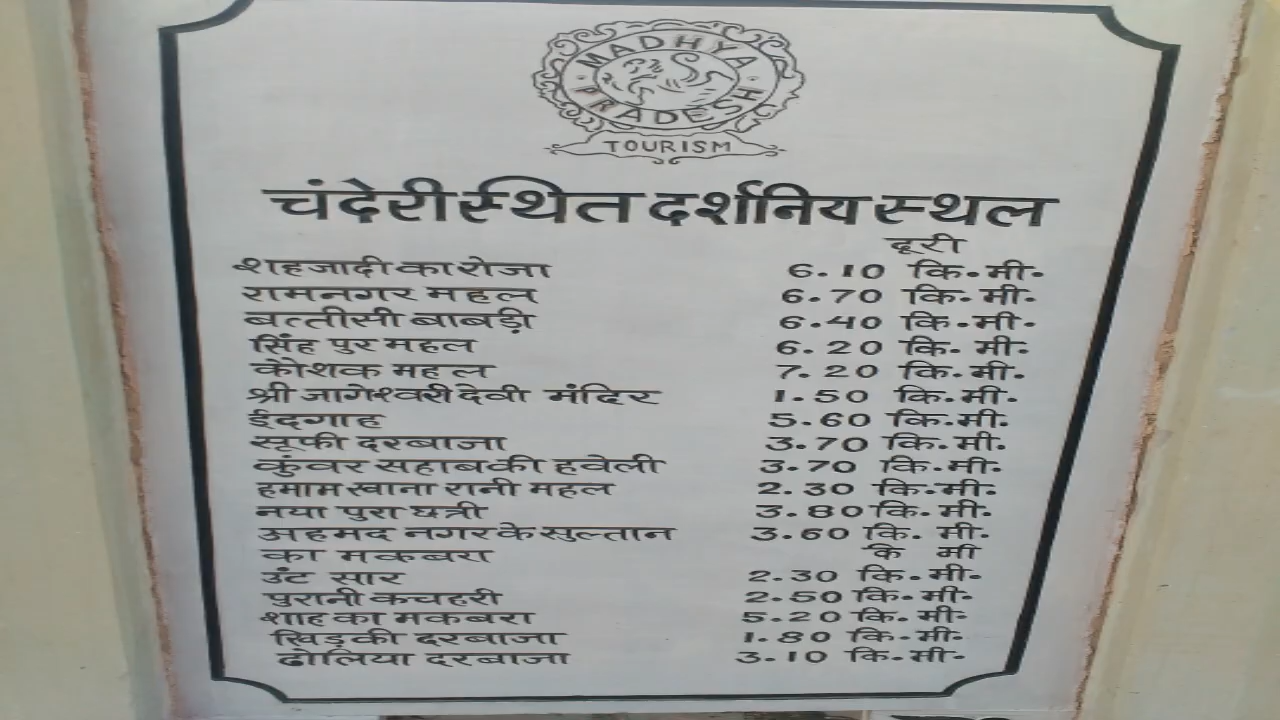 MADHYA PRADESH
TOURISM
चंदेरी स्थित दर्शनिय स्थल
दूरी
शहजादी का रोजा 6.10 कि.मी.
रामनगर महल 6.70 कि.मी.
बत्तीसी बाबड़ी 6.40 कि.मी.
सिंह पुर महल 6.20 कि.मी.
कौशक महल 7.20 कि.मी.
श्री जागेश्वरी देवी मंदिर 1.50 कि.मी.
ईदगाह 5.60 कि.मी.
सूफी दरबाजा 3.70 कि.मी.
कुंवर सहाब की हवेली 3.70 कि.मी.
हमाम खाना रानी महल 2.30 कि.मी.
नया पुरा छत्री 3.80 कि.मी.
अहमद नगर के सुल्तान 3.60 कि. मी.
का मकबरा कि मी
उंट सार 2.30 कि.मी.
पुरानी कचहरी 2.50 कि.मी.
शाह का मकबरा 5.20 कि.मी.
खिड़की दरबाजा 1.80 कि.मी.
ढोलिया दरबाजा 3.10 कि.मी.